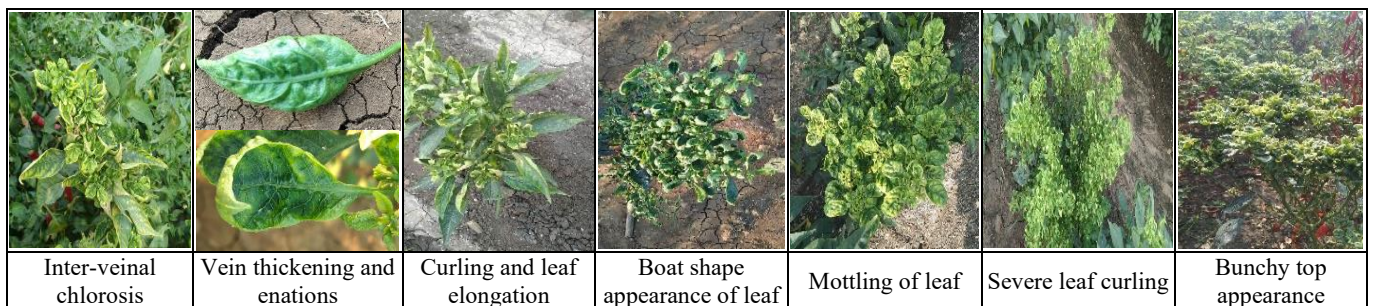 Inter-veinal
chlorosis
Vein thickening and
enations
Curling and leaf
elongation
Boat shape
appearance of leaf
Mottling of leaf
Severe leaf curling
Bunchy top
appearance